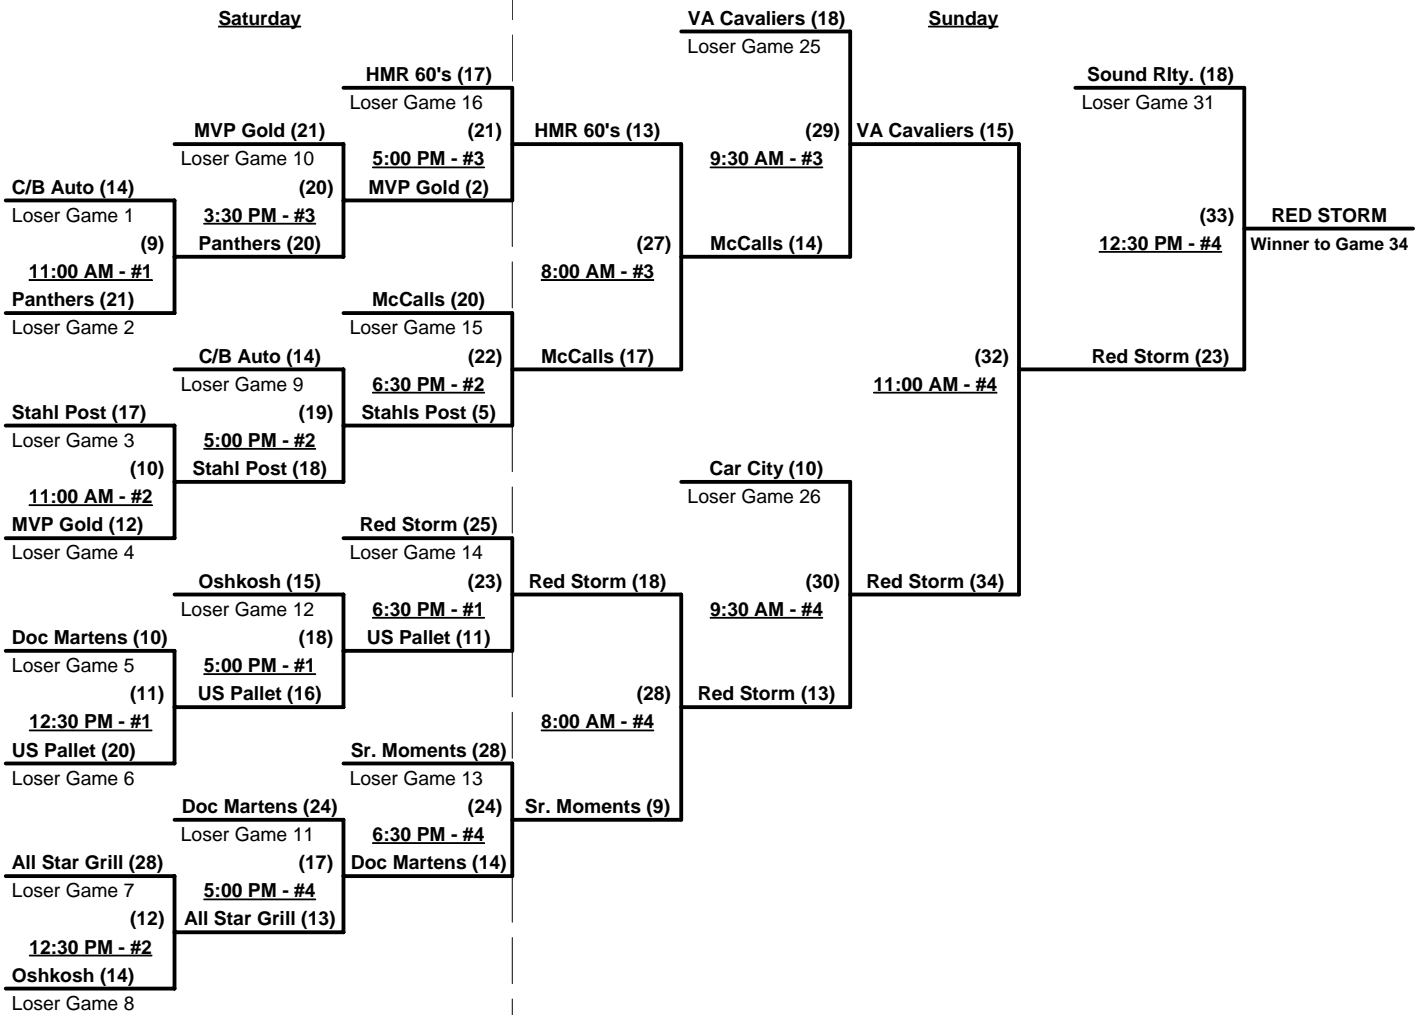 Saturday
Sunday
VA Cavaliers (18)
Loser Game 25
HMR 60's (17)
Loser Game 16
Sound Rlty. (18)
Loser Game 31
MVP Gold (21)
Loser Game 10
(21)
5:00 PM - #3
HMR 60's (13)
(29)
9:30 AM - #3
VA Cavaliers (15)
C/B Auto (14)
Loser Game 1
(20)
3:30 PM - #3
MVP Gold (2)
(33)
12:30 PM - #4
RED STORM
Winner to Game 34
(9)
11:00 AM - #1
Panthers (20)
(27)
8:00 AM - #3
McCalls (14)
Panthers (21)
Loser Game 2
McCalls (20)
Loser Game 15
C/B Auto (14)
Loser Game 9
(22)
6:30 PM - #2
McCalls (17)
(32)
11:00 AM - #4
Red Storm (23)
Stahl Post (17)
Loser Game 3
(19)
5:00 PM - #2
Stahls Post (5)
(10)
11:00 AM - #2
Stahl Post (18)
Car City (10)
Loser Game 26
MVP Gold (12)
Loser Game 4
Red Storm (25)
Loser Game 14
Oshkosh (15)
Loser Game 12
(23)
6:30 PM - #1
Red Storm (18)
(30)
9:30 AM - #4
Red Storm (34)
Doc Martens (10)
Loser Game 5
(18)
5:00 PM - #1
US Pallet (11)
(11)
12:30 PM - #1
US Pallet (16)
(28)
8:00 AM - #4
Red Storm (13)
US Pallet (20)
Loser Game 6
Sr. Moments (28)
Loser Game 13
Doc Martens (24)
Loser Game 11
(24)
6:30 PM - #4
Sr. Moments (9)
All Star Grill (28)
Loser Game 7
(17)
5:00 PM - #4
Doc Martens (14)
(12)
12:30 PM - #2
All Star Grill (13)
Oshkosh (14)
Loser Game 8